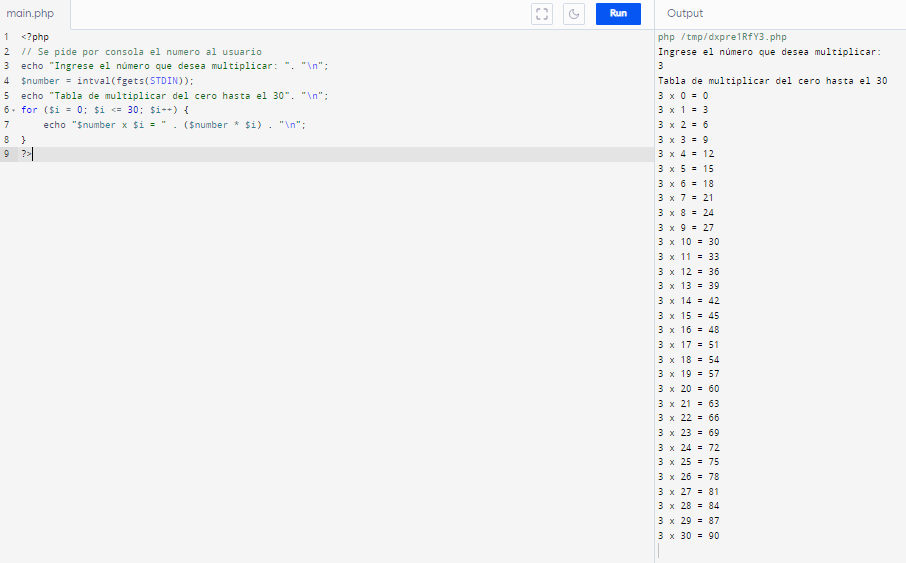 main.php
Run
1 <?php
2 // Se pide por consola el numero al usuario
3 echo "Ingrese el número que desea multiplicar: ". "\n";
4 $number = intval(fgets(STDIN));
5 echo "Tabla de multiplicar del cero hasta el 30". "\n";
6 for ($i = 0; $i <= 30; $i++) {
7 echo "$number x $i = " . ($number * $i) . "\n";
8 }
9 ?>
Output
php /tmp/dxpre1RfY3.php
Ingrese el número que desea multiplicar:
3
Tabla de multiplicar del cero hasta el 30
3 x 0 = 0
3 x 1 = 3
3 x 2 = 6
3 x 3 = 9
3 x 4 = 12
3 x 5 = 15
3 x 6 = 18
3 x 7 = 21
3 x 8 = 24
3 x 9 = 27
3 x 10 = 30
3 x 11 = 33
3 x 12 = 36
3 x 13 = 39
3 x 14 = 42
3 x 15 = 45
3 x 16 = 48
3 x 17 = 51
3 x 18 = 54
3 x 19 = 57
3 x 20 = 60
3 x 21 = 63
3 x 22 = 66
3 x 23 = 69
3 x 24 = 72
3 x 25 = 75
3 x 26 = 78
3 x 27 = 81
3 x 28 = 84
3 x 29 = 87
3 x 30 = 90